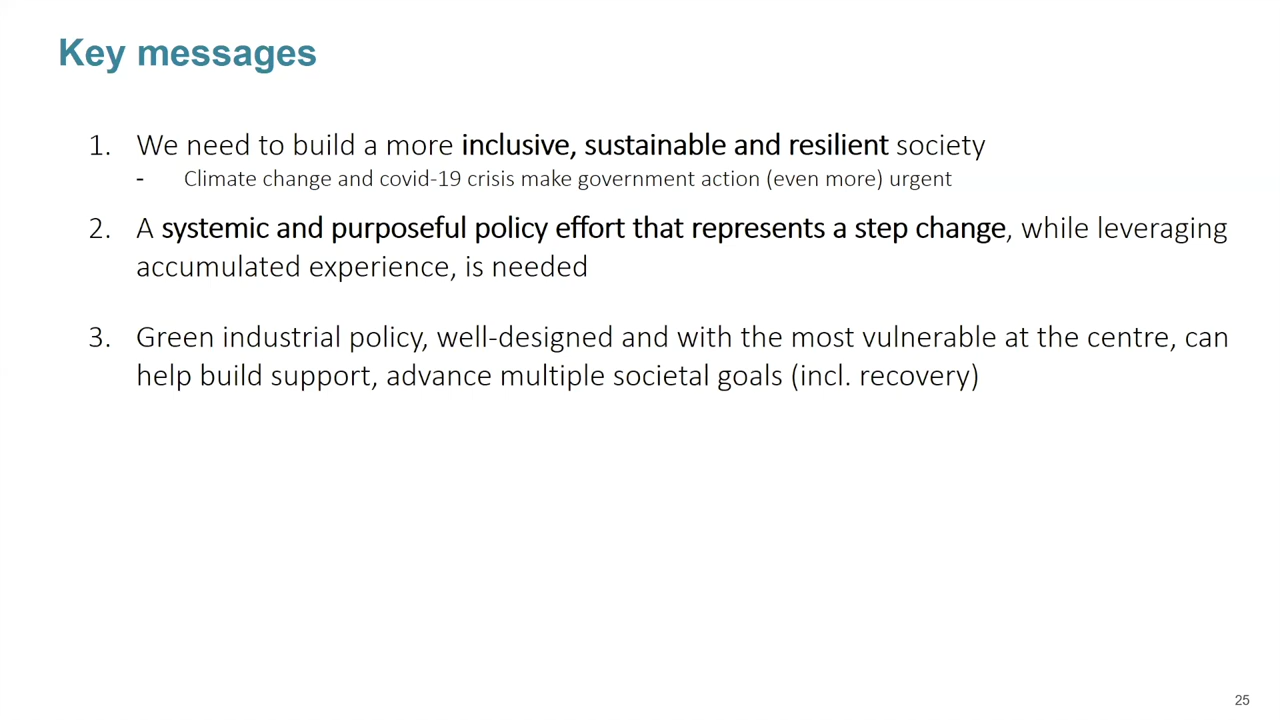 Key messages
1. We need to build a more inclusive, sustainable and resilient society
- Climate change and covid-19 crisis make government action (even more) urgent
2. A systemic and purposeful policy effort that represents a step change, while leveraging
accumulated experience, is needed
3. Green industrial policy, well-designed and with the most vulnerable at the centre, can
help build support, advance multiple societal goals (incl. recovery)
25